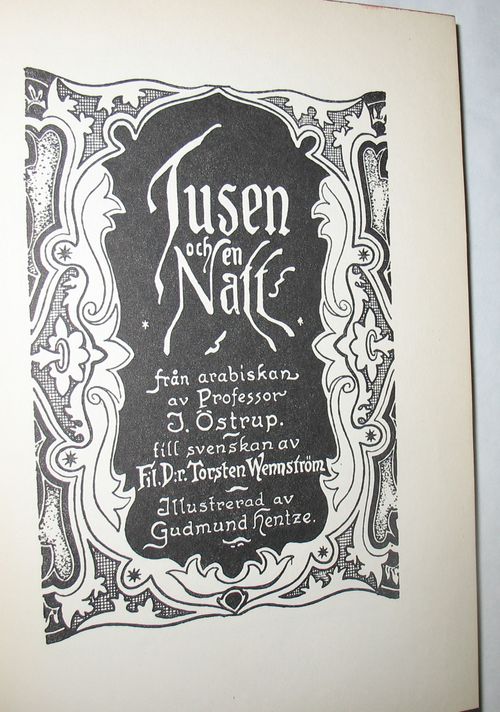 Tusen
och en
Natt
från arabiskan
av Professor
J. Östrup.
till svenskan av
Fil. D:r. Torsten Wennström
Illustrerad av
Gudmund Hentze.